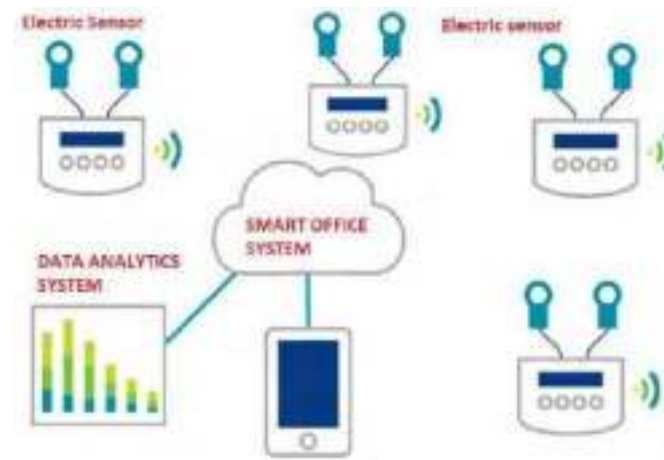 Electric Sensor
Electric sensor
SMART OFFICE
SYSTEM
DATA ANALYTICS
SYSTEM